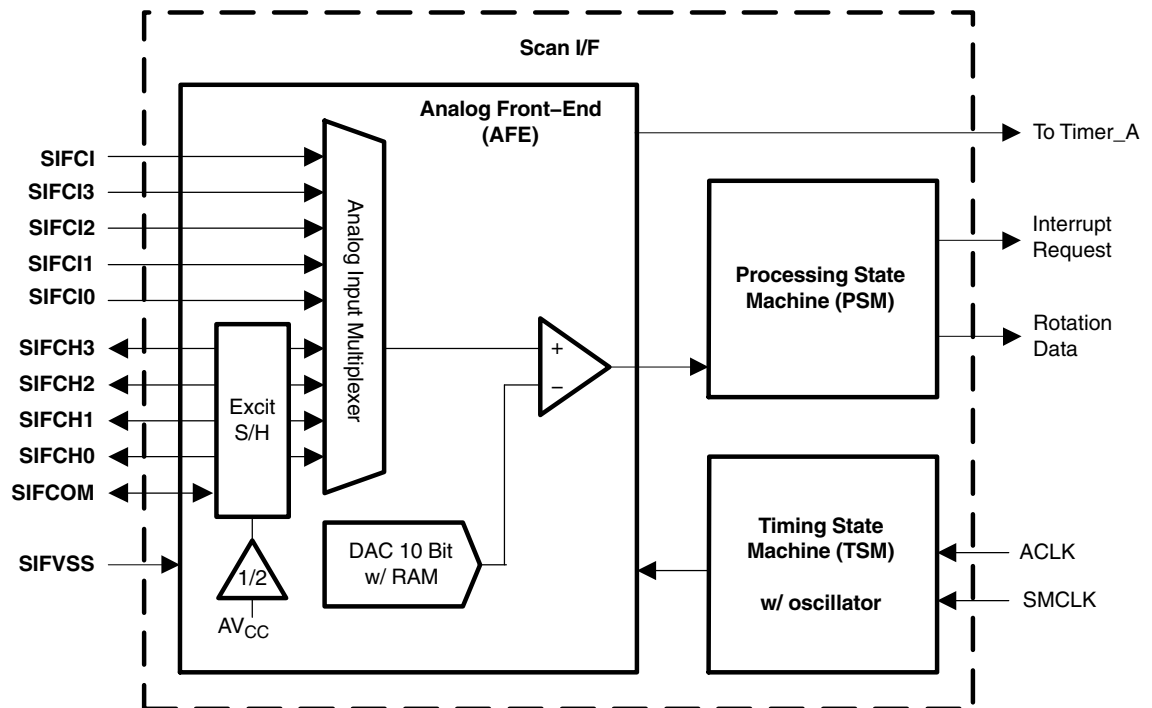 Scan I/F
Analog Front–End
(AFE)
To Timer_A
SIFCI
SIFCI3
SIFCI2
SIFCI1
SIFCI0
SIFCH3
SIFCH2
SIFCH1
SIFCH0
SIFCOM
SIFVSS
Analog Input Multiplexer
Excit
S/H
1/2
AVCC
DAC 10 Bit
w/ RAM
+
–
Processing State
Machine (PSM)
Interrupt
Request
Rotation
Data
Timing State
Machine (TSM)
w/ oscillator
ACLK
SMCLK